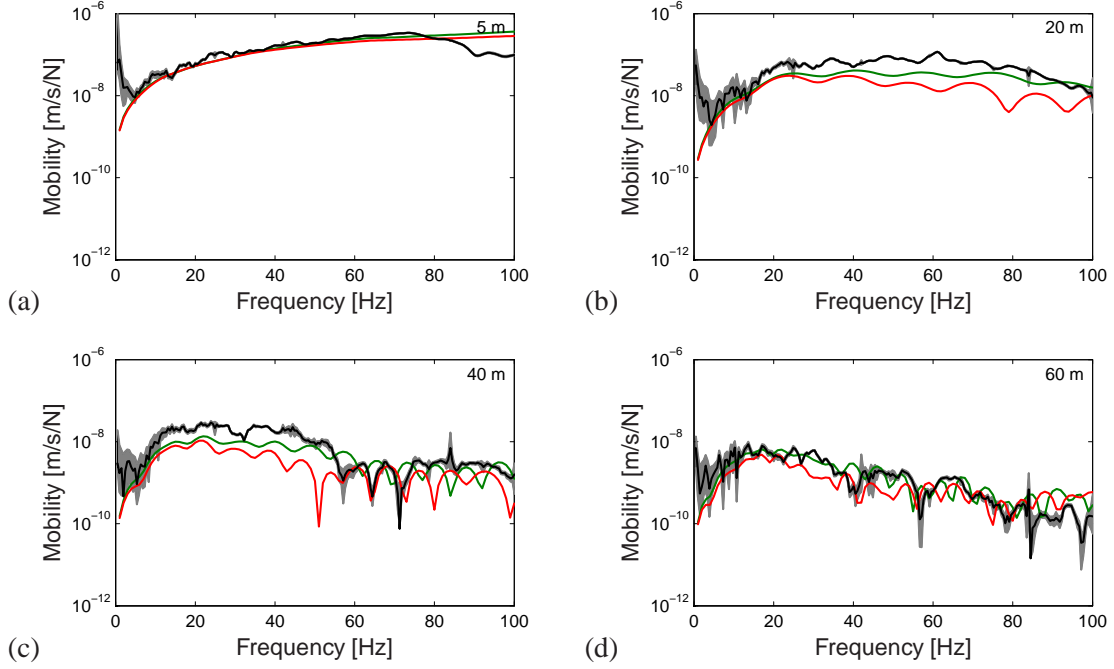 5 m
10−6
10−8
10−10
10−12
Mobility [m/s/N]
0 20 40 60 80 100
Frequency [Hz]
(a)
20 m
10−6
10−8
10−10
10−12
Mobility [m/s/N]
0 20 40 60 80 100
Frequency [Hz]
(b)
40 m
10−6
10−8
10−10
10−12
Mobility [m/s/N]
0 20 40 60 80 100
Frequency [Hz]
(c)
60 m
10−6
10−8
10−10
10−12
Mobility [m/s/N]
0 20 40 60 80 100
Frequency [Hz]
(d)